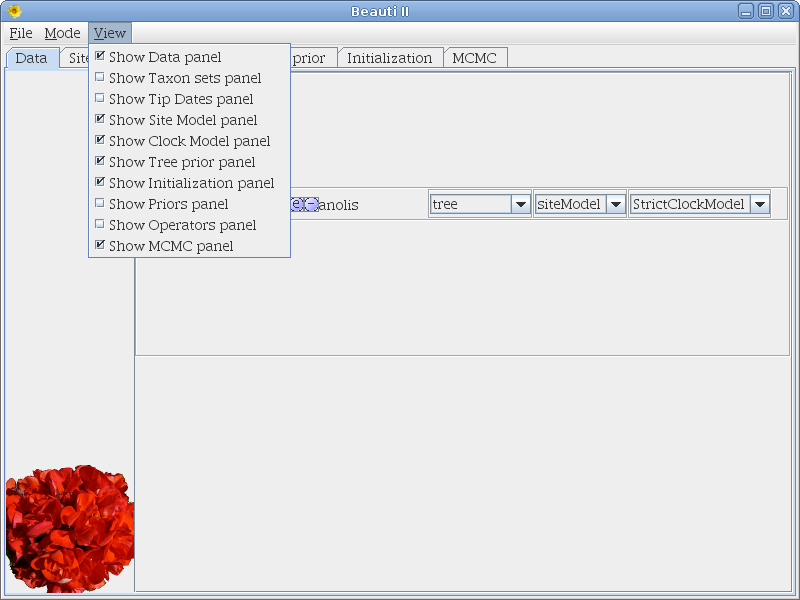 Beauti II
File Mode View
Data Site prior Initialization MCMC
Show Data panel
Show Taxon sets panel
Show Tip Dates panel
Show Site Model panel
Show Clock Model panel
Show Tree prior panel
Show Initialization panel
Show Priors panel
Show Operators panel
Show MCMC panel
e - anolis tree siteModel StrictClockModel